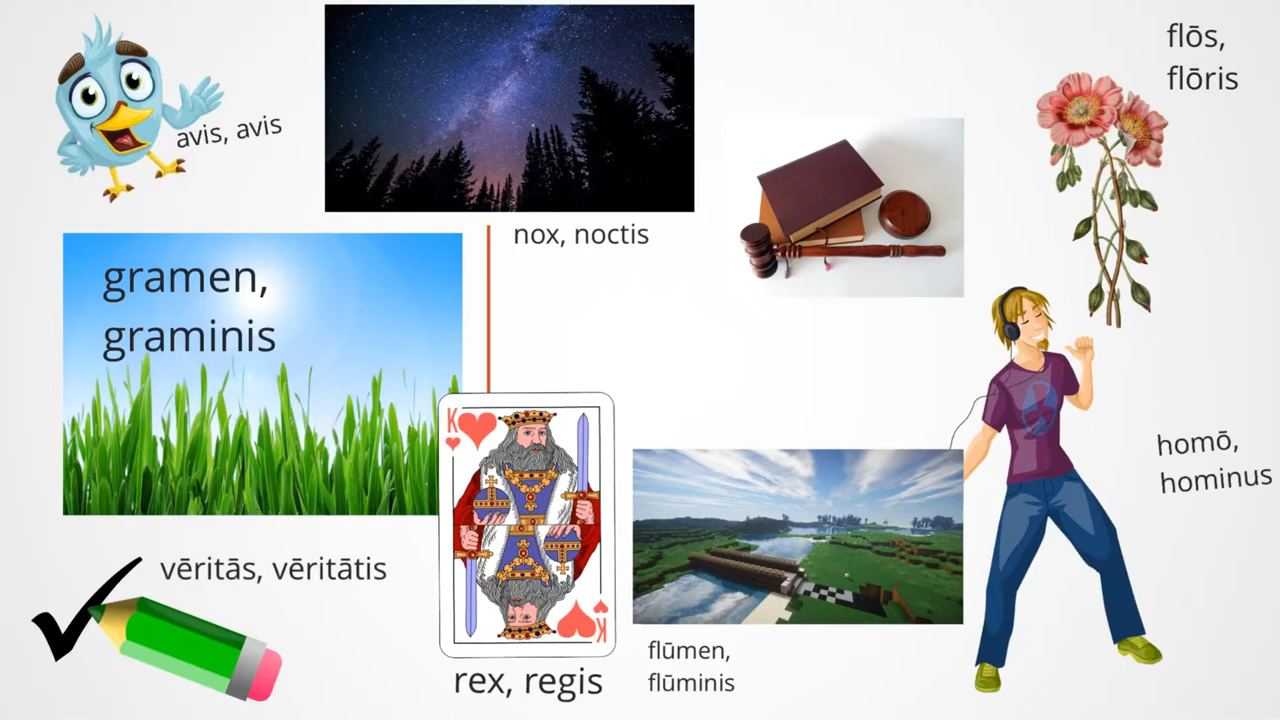 avis, avis
nox, noctis
flōs,
flōris
gramen,
graminis
homō,
hominus
vēritās, vēritātis
K
K
rex, regis
flūmen,
flūminis